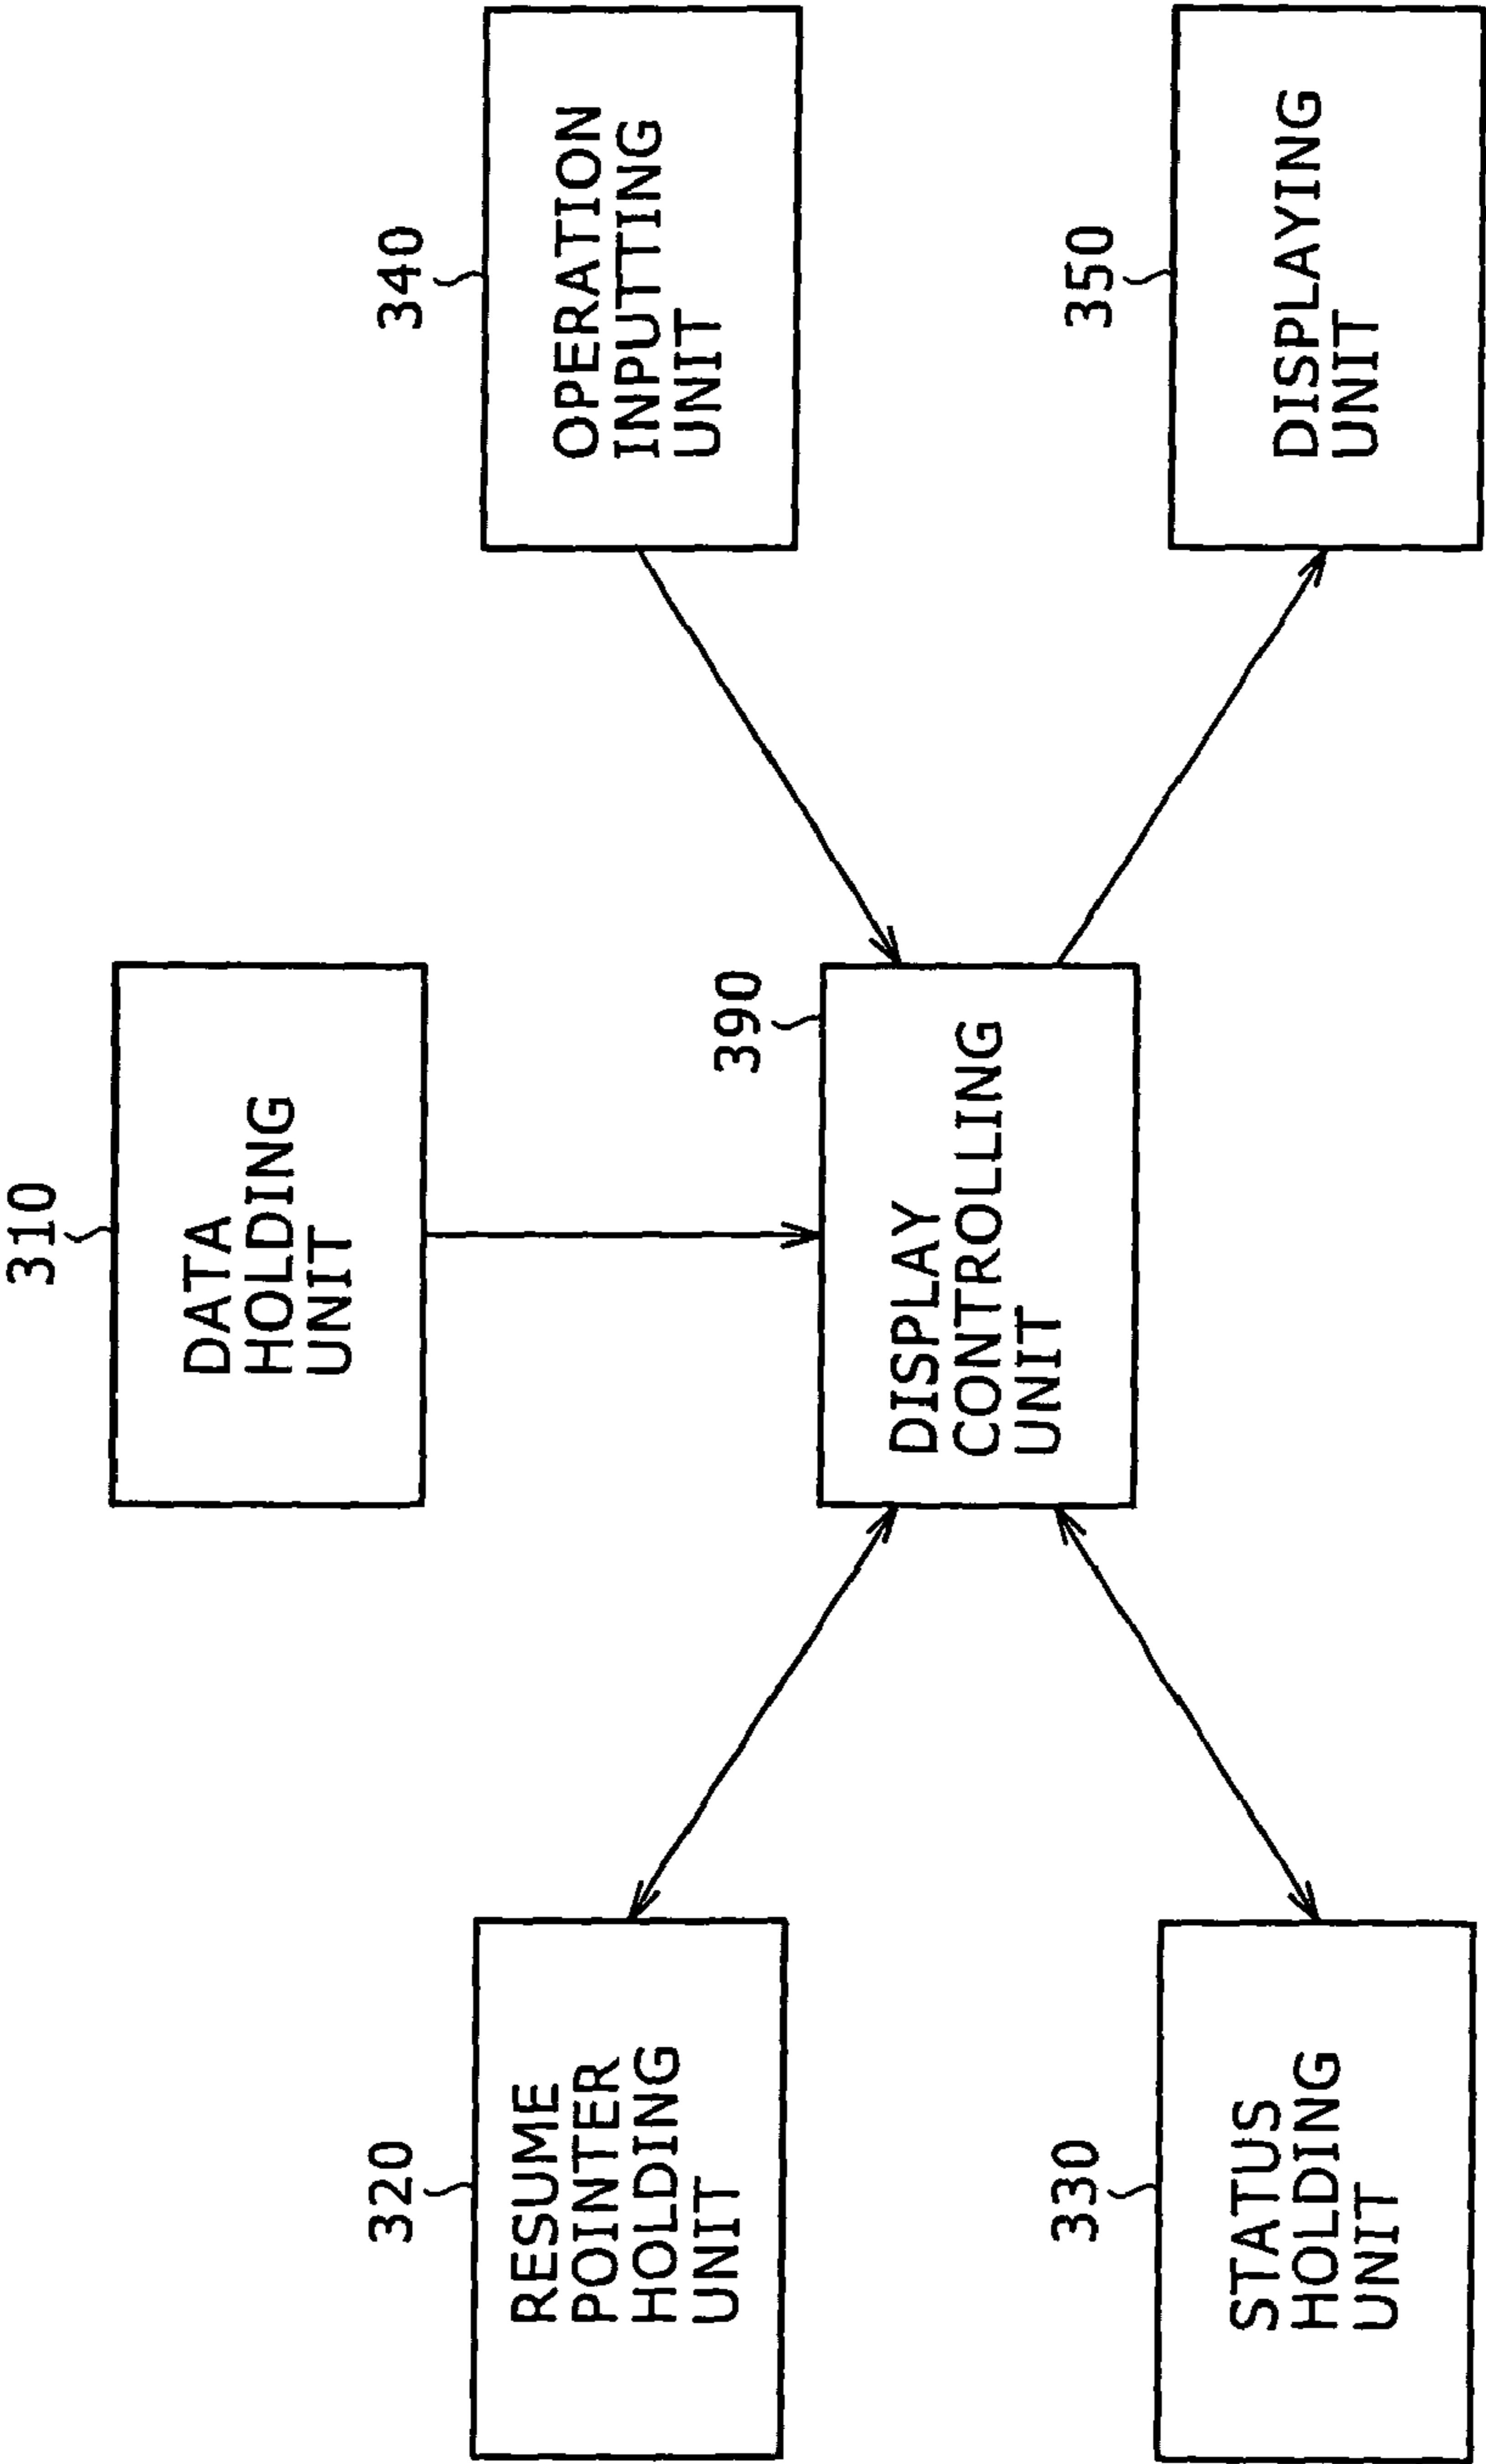 310
DATA
HOLDING
UNIT
320
RESUME
POINTER
HOLDING
UNIT
390
DISPLAY
CONTROLLING
UNIT
340
OPERATION
INPUTTING
UNIT
330
STATUS
HOLDING
UNIT
350
DISPLAYING
UNIT